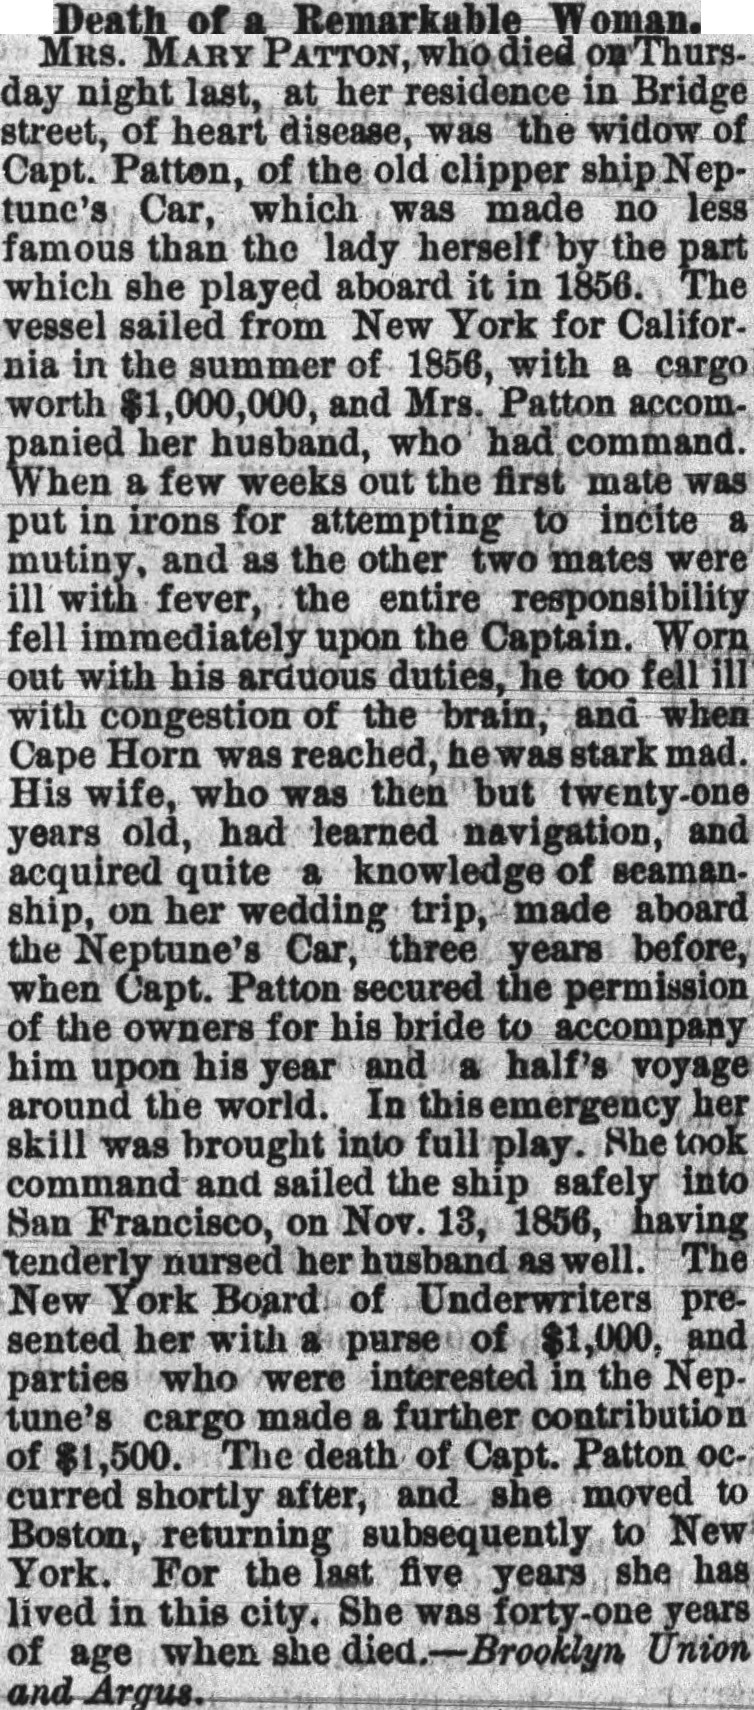 Death of a Remarkable Woman.
MRS. MARY PATTON, who died on Thurs-
day night last, at her residence in Bridge
street, of heart disease, was the widow of
Capt. Patton, of the old clipper ship Nep-
tune's Car, which was made no less
famous than the lady herself by the part
which she played aboard it in 1856. The
vessel sailed from New York for Califor-
nia in the summer of 1856, with a cargo
worth $1,000,000, and Mrs. Patton accom-
panied her husband, who had command.
When a few weeks out the first mate was
put in irons for attempting to incite a
mutiny, and as the other two mates were
ill with fever, the entire responsibility
fell immediately upon the Captain. Worn
out with his arduous duties, he too fell ill
with congestion of the brain, and when
Cape Horn was reached, he was stark mad.
His wife, who was then but twenty-one
years old, had learned navigation, and
acquired quite a knowledge of seaman-
ship, on her wedding trip, made aboard
the Neptune's Car, three years before,
when Capt. Patton secured the permission
of the owners for his bride to accompany
him upon his year and a half's voyage
around the world. In this emergency her
skill was brought into full play. She took
command and sailed the ship safely into
San Francisco, on Nov. 13, 1856, having
tenderly nursed her husband as well. The
New York Board of Underwriters pre-
sented her with a purse of $1,000, and
parties who were interested in the Nep-
tune's cargo made a further contribution
of $1,500. The death of Capt. Patton oc-
curred shortly after, and she moved to
Boston, returning subsequently to New
York. For the last five years she has
lived in this city. She was forty-one years
of age when she died.—Brooklyn Union
and Argus.